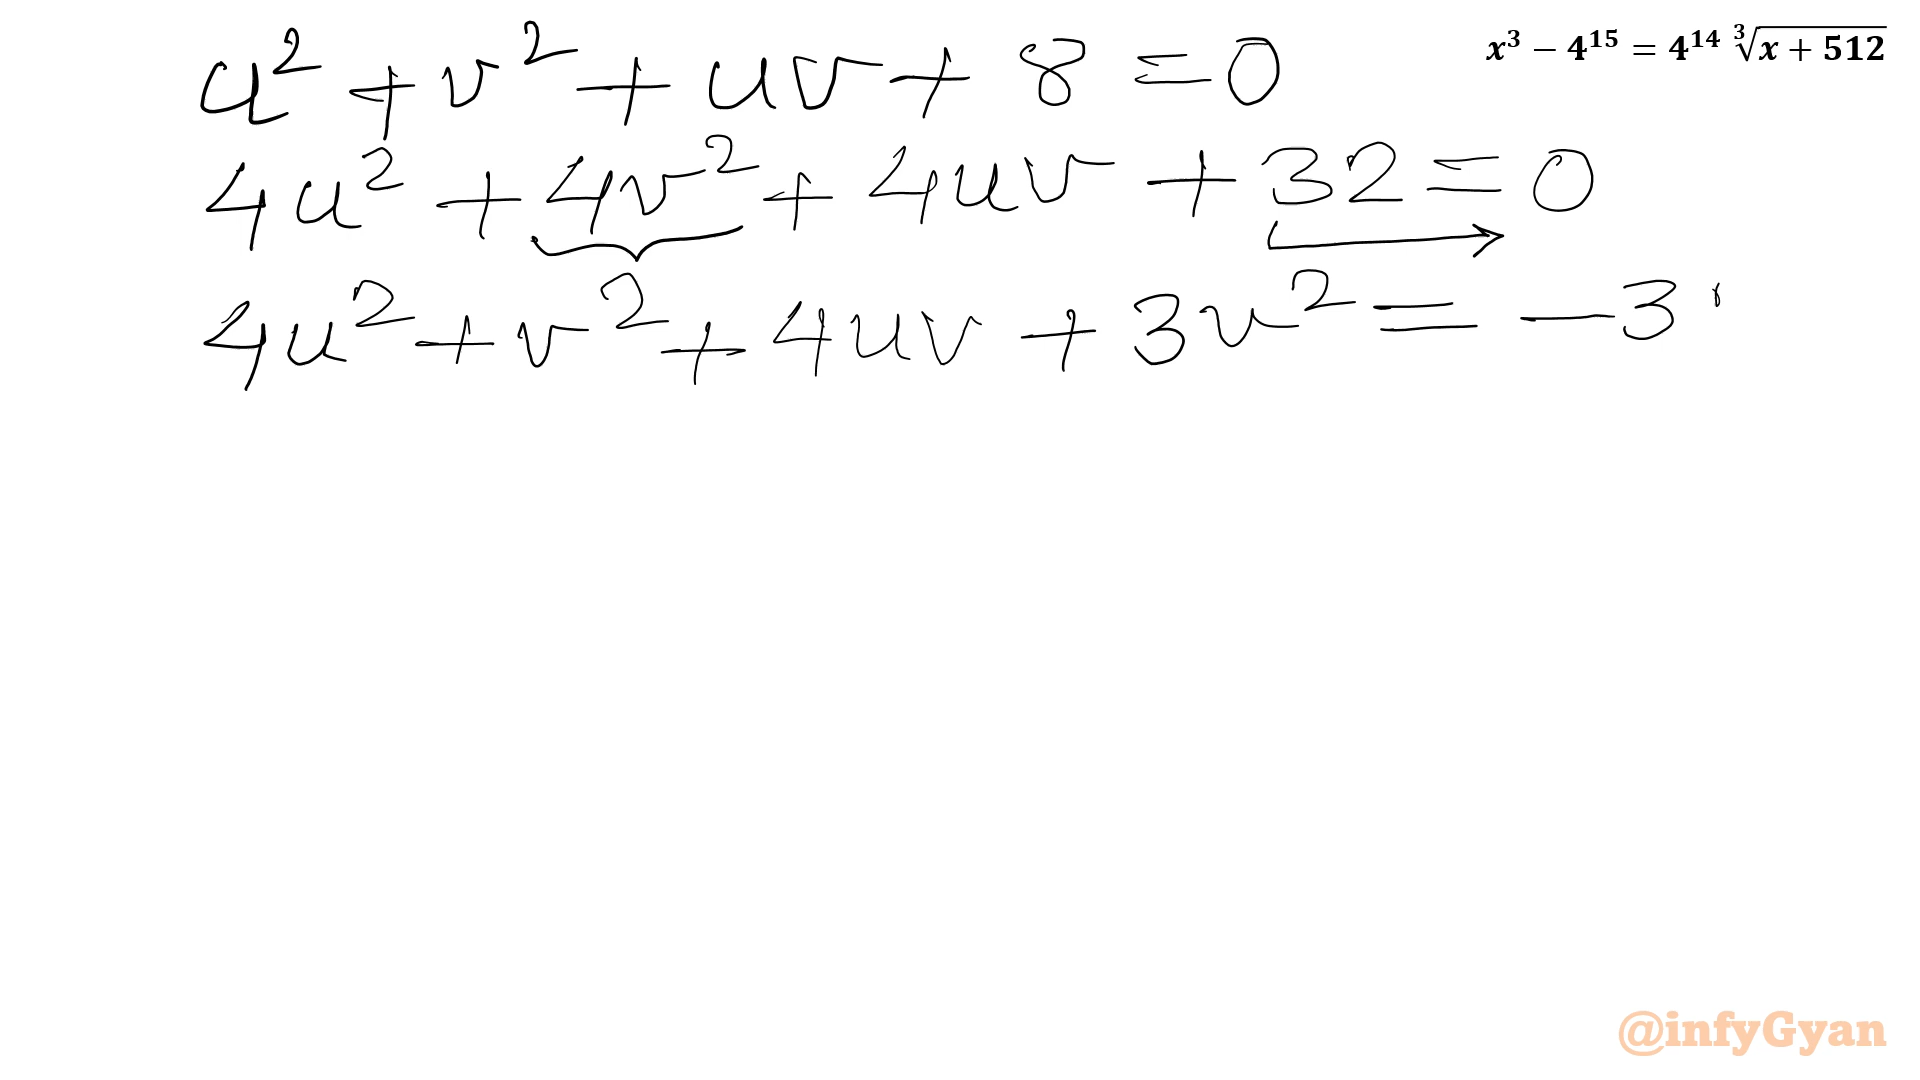 u² + v² + uv + 8 = 0
x³ − 4¹⁵ = 4¹⁴ ∛(x + 512)
4u² + 4v² + 4uv + 32 = 0
4u² + v² + 4uv + 3v² = −3
@infyGyan